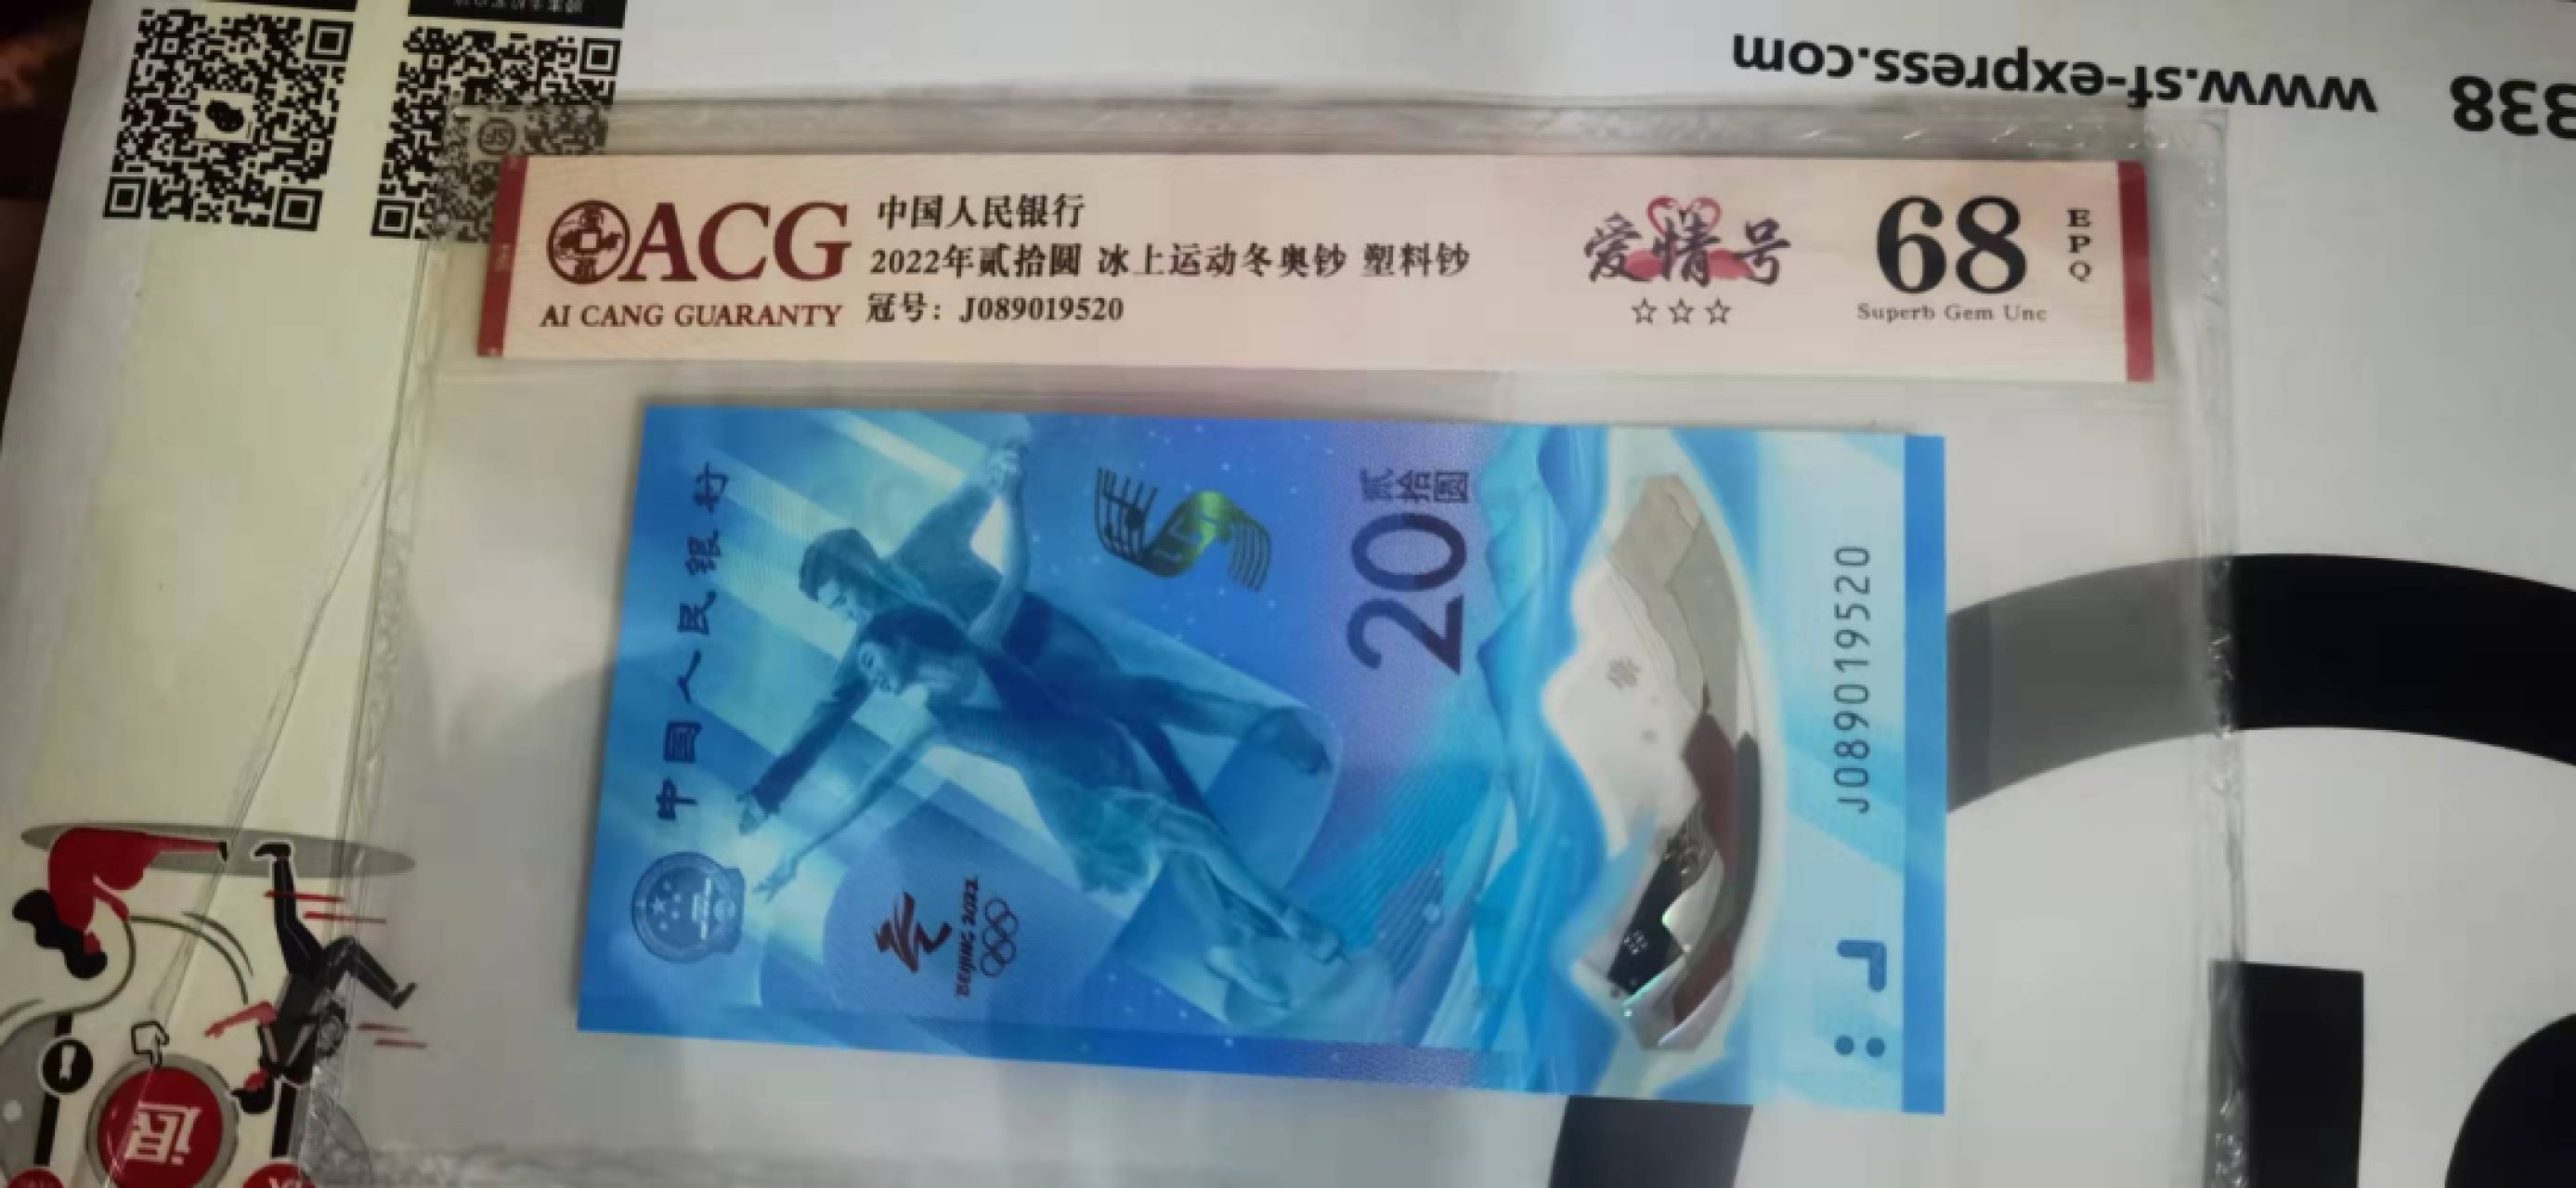 www.sf-express.com
338
ACG
AI CANG GUARANTY
中国人民银行
2022年贰拾圆 冰上运动冬奥钞 塑料钞
冠号：J089019520
爱情号
☆☆☆
68
EPQ
Superb Gem Unc
中国人民银行
贰拾圆
20
J089019520
BEIJING 2022
退